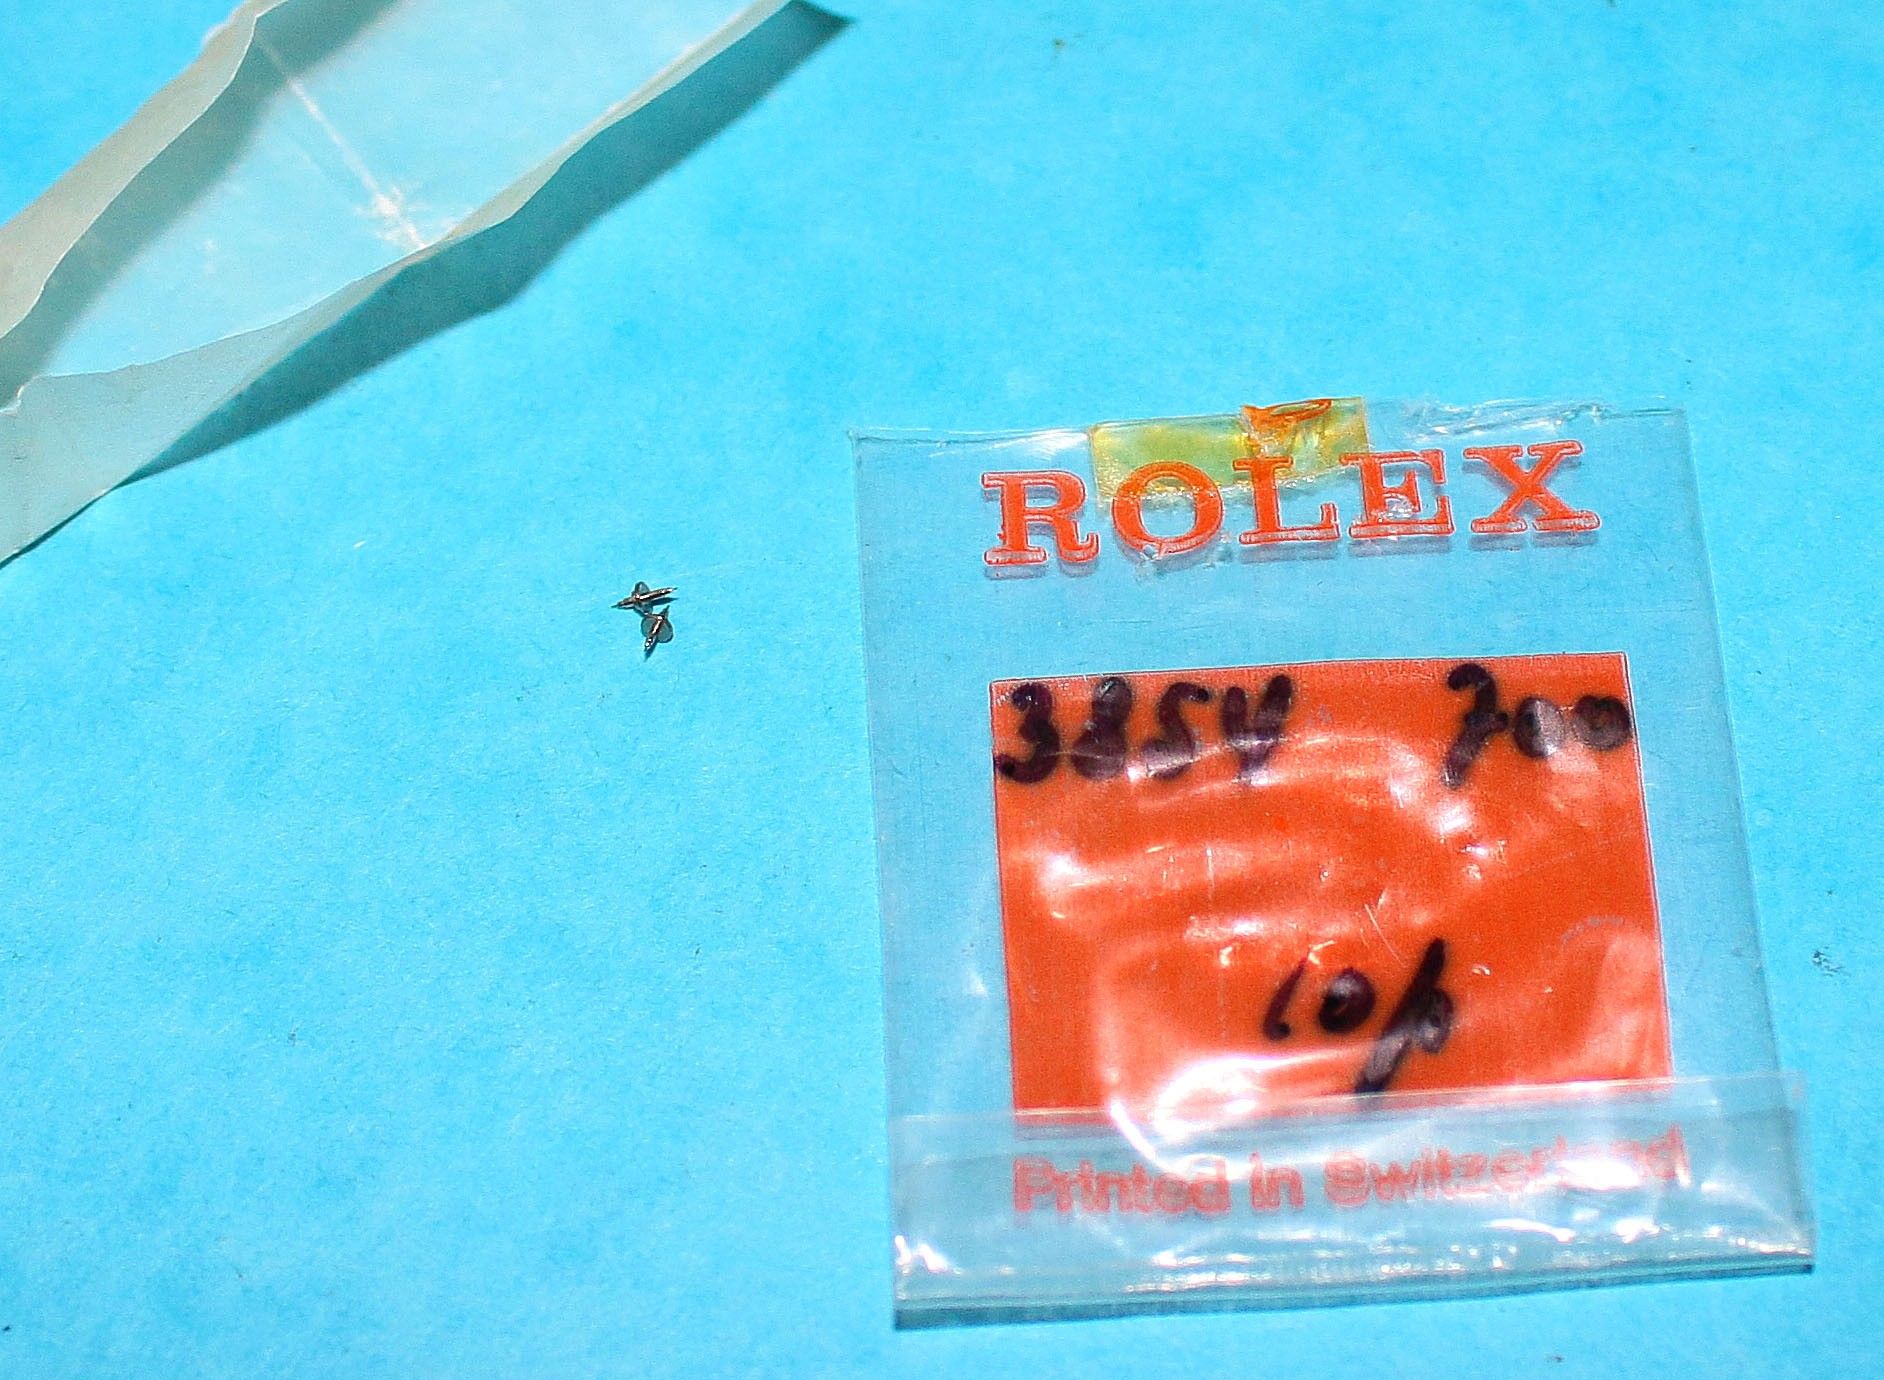 ROLEX
3854 700
10p
Printed in Switzerland